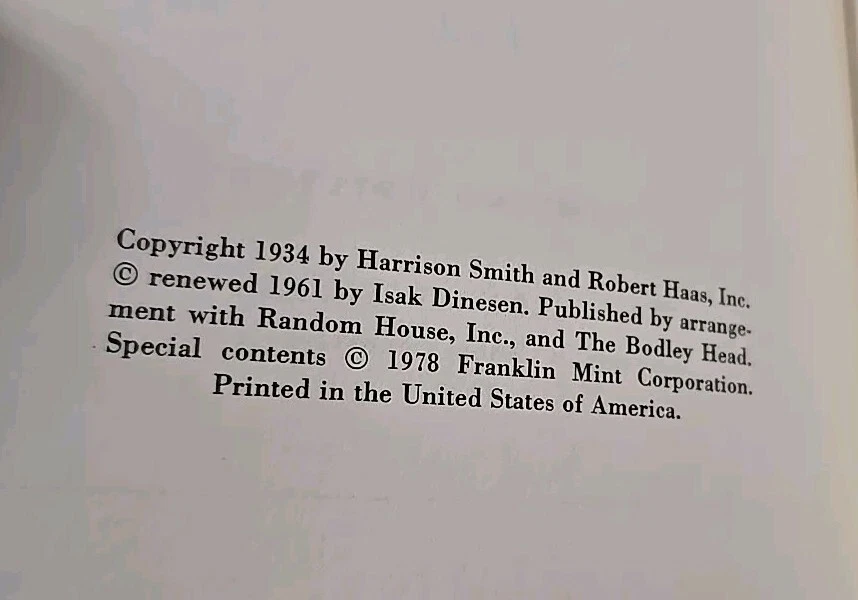 Copyright 1934 by Harrison Smith and Robert Haas, Inc.
© renewed 1961 by Isak Dinesen. Published by arrange-
ment with Random House, Inc., and The Bodley Head.
Special contents © 1978 Franklin Mint Corporation.
Printed in the United States of America.